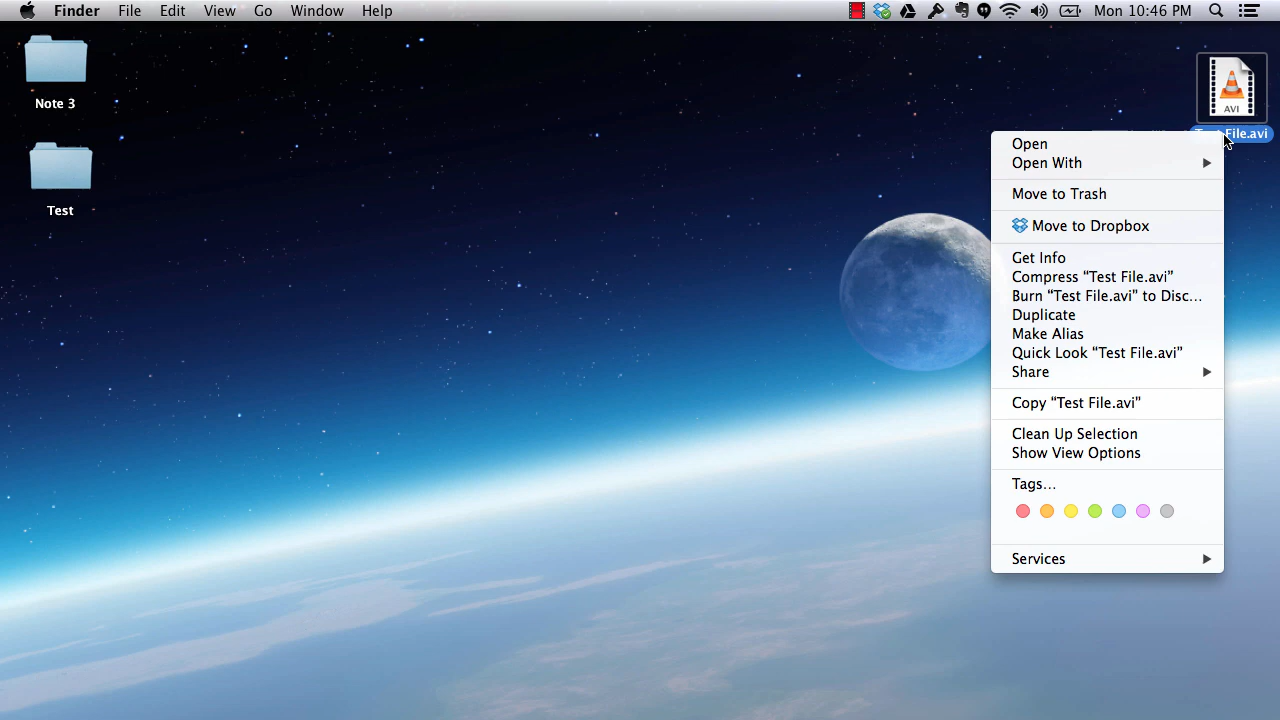 Finder File Edit View Go Window Help Mon 10:46 PM
Note 3
Test
AVI
File.avi
Open
Open With
Move to Trash
Move to Dropbox
Get Info
Compress “Test File.avi”
Burn “Test File.avi” to Disc...
Duplicate
Make Alias
Quick Look “Test File.avi”
Share
Copy “Test File.avi”
Clean Up Selection
Show View Options
Tags...
Services